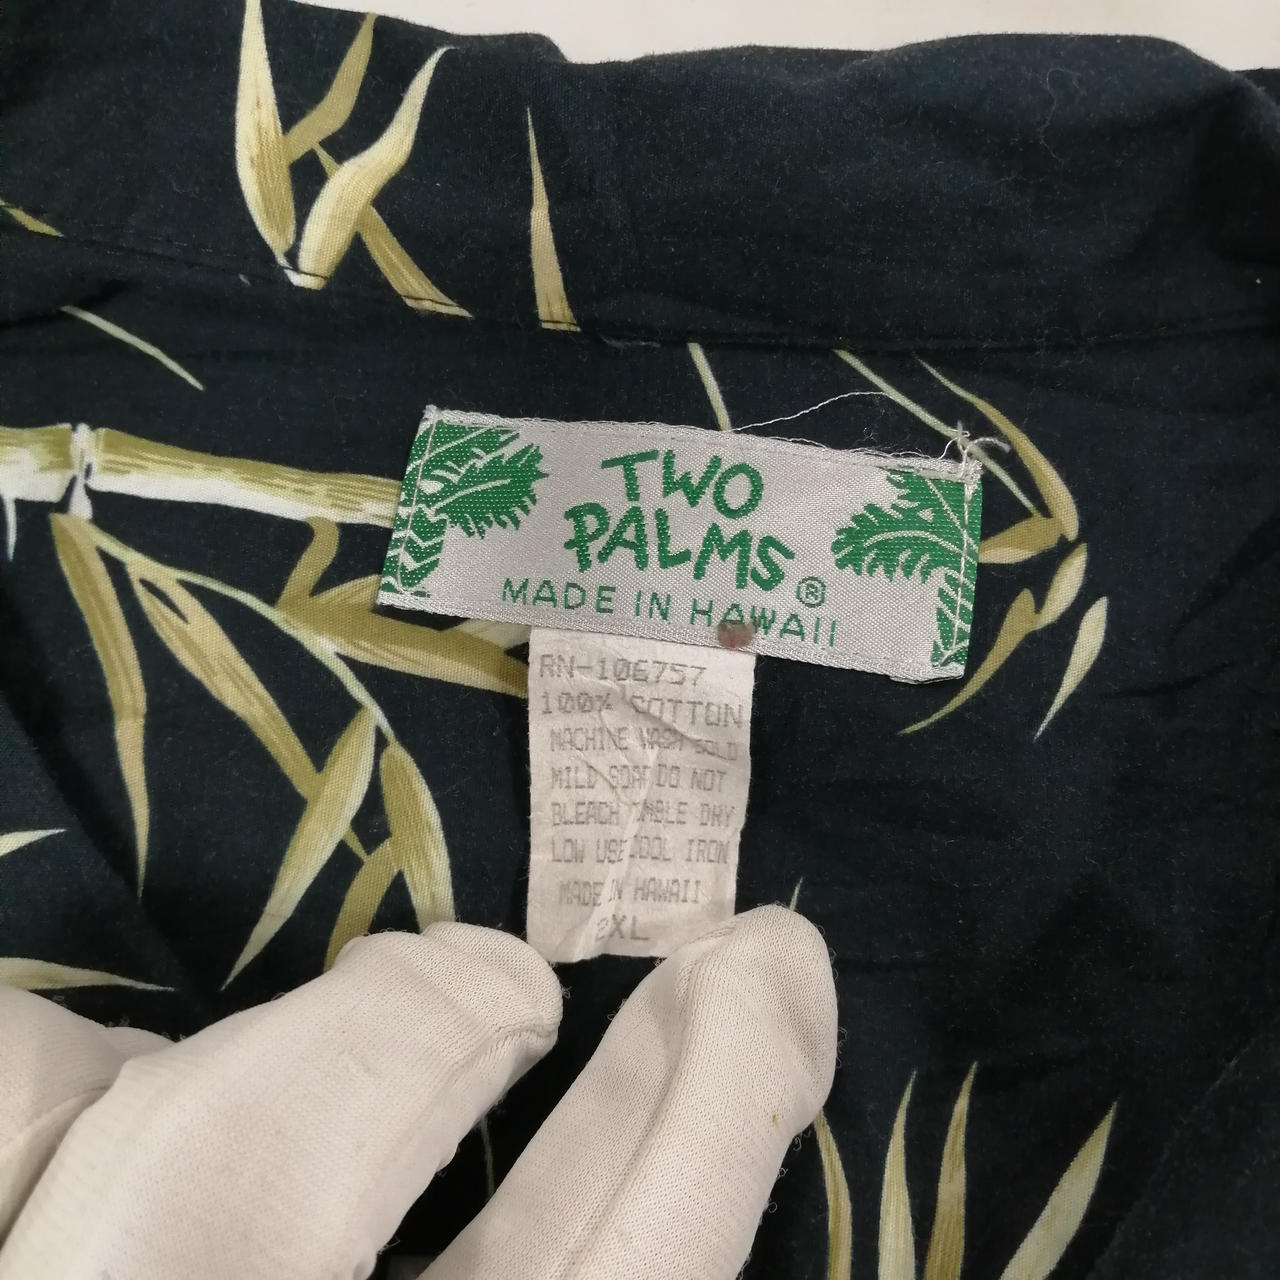 TWO
PALMS®
MADE IN HAWAII
RN-106757
100% COTTON
MACHINE WASH COLD
MILD SOAP DO NOT
BLEACH TUMBLE DRY
LOW USE COOL IRON
MADE IN HAWAII
2XL